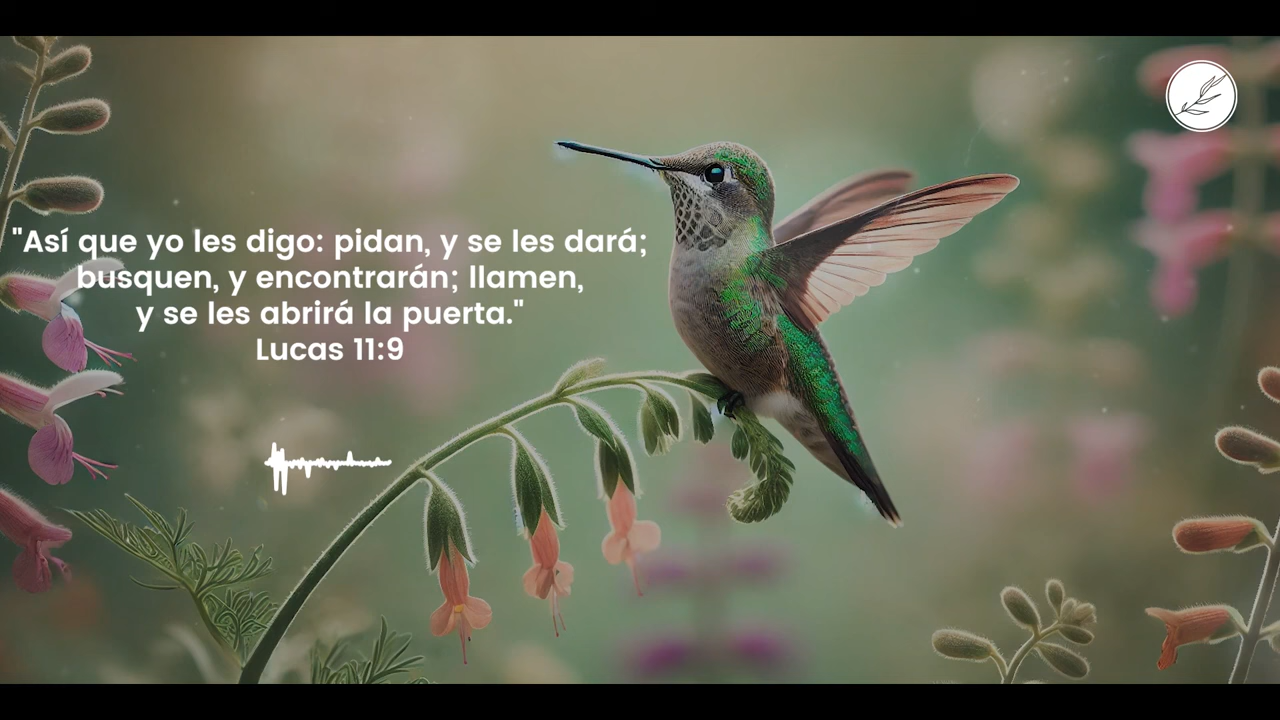 "Así que yo les digo: pidan, y se les dará;
busquen, y encontrarán; llamen,
y se les abrirá la puerta."
Lucas 11:9